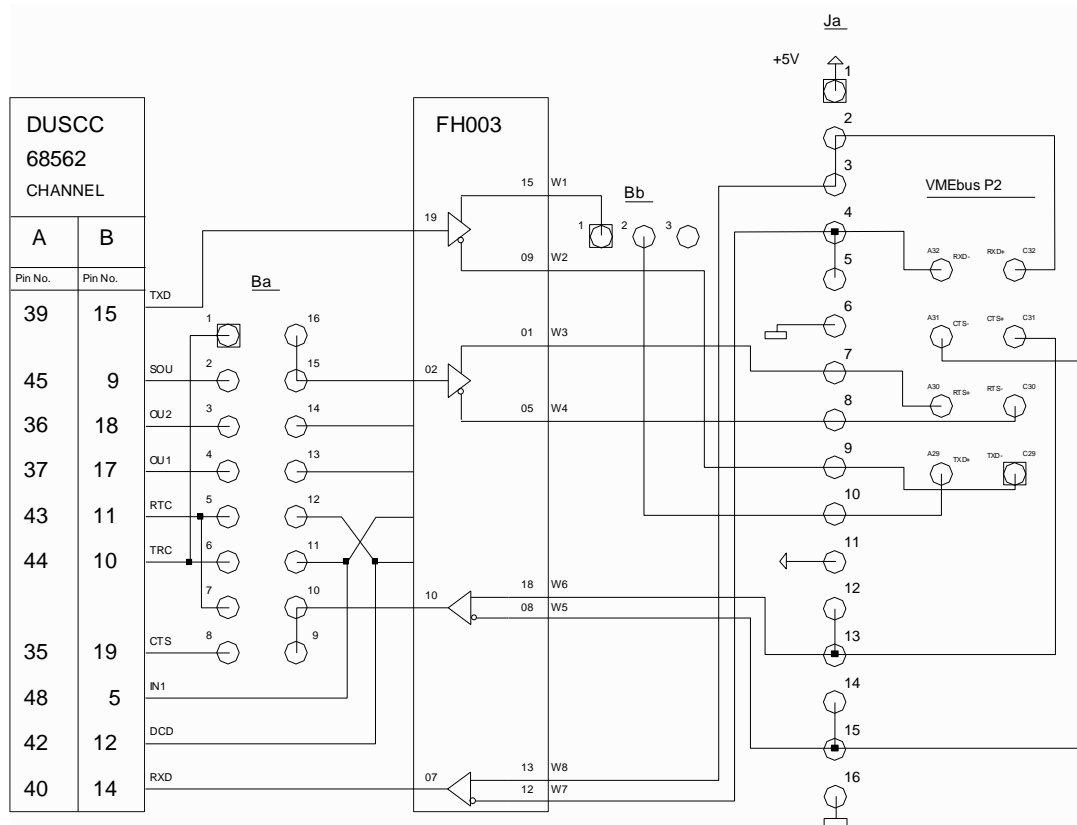 Ja
+5V
1
DUSCC
68562
CHANNEL
FH003
2
3
VMEbus P2
15 W1
Bb
19
1 2 3
4
A B
09 W2
A32 RXD- RXD+ C32
Pin No. Pin No.
Ba
5
TXD
39 15
1 16
01 W3
6
A31 CTS- CTS+ C31
SOU
45 9
2 15
02
7
A30 RTS+ RTS- C30
OU2
36 18
3 14
05 W4
8
OU1
37 17
4 13
9
A29 TXD+ TXD- C29
RTC
43 11
5 12
10
TRC
44 10
6 11
11
7 10
10
18 W6
08 W5
12
CTS
35 19
8 9
13
IN1
48 5
14
DCD
42 12
15
RXD
40 14
07
13 W8
12 W7
16